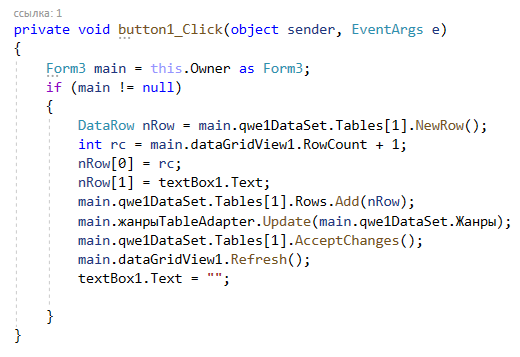 ссылка: 1
private void button1_Click(object sender, EventArgs e)
{
Form3 main = this.Owner as Form3;
if (main != null)
{
DataRow nRow = main.qwe1DataSet.Tables[1].NewRow();
int rc = main.dataGridView1.RowCount + 1;
nRow[0] = rc;
nRow[1] = textBox1.Text;
main.qwe1DataSet.Tables[1].Rows.Add(nRow);
main.жанрыTableAdapter.Update(main.qwe1DataSet.Жанры);
main.qwe1DataSet.Tables[1].AcceptChanges();
main.dataGridView1.Refresh();
textBox1.Text = "";
}
}